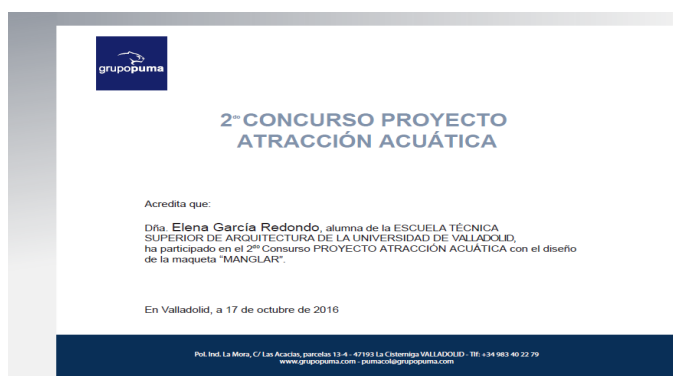 grupopuma
2do CONCURSO PROYECTO
ATRACCIÓN ACUÁTICA
Acredita que:
Dña. Elena García Redondo, alumna de la ESCUELA TÉCNICA
SUPERIOR DE ARQUITECTURA DE LA UNIVERSIDAD DE VALLADOLID,
ha participado en el 2do Consurso PROYECTO ATRACCIÓN ACUÁTICA con el diseño
de la maqueta "MANGLAR".
En Valladolid, a 17 de octubre de 2016
Pol. Ind. La Mora, C/ Las Acacias, parcelas 13-4 - 47193 La Cisterniga VALLADOLID - Tlf: +34 983 40 22 79
www.grupopuma.com - pumacol@grupopuma.com